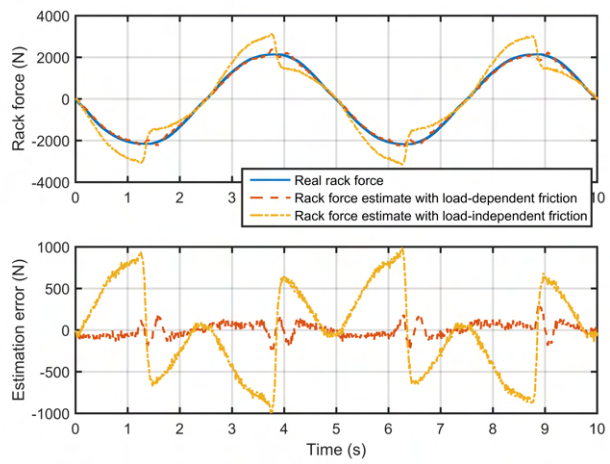 4000
2000
0
-2000
-4000
Rack force (N)
0 1 2 3 4 5 6 7 8 9 10
Real rack force
Rack force estimate with load-dependent friction
Rack force estimate with load-independent friction
1000
500
0
-500
-1000
Estimation error (N)
0 1 2 3 4 5 6 7 8 9 10
Time (s)